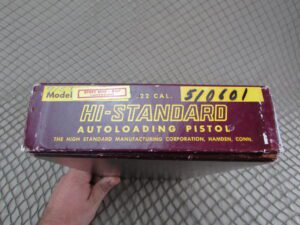 Model
.22 CAL.
510601
HI-STANDARD
AUTOLOADING PISTOL
THE HIGH STANDARD MANUFACTURING CORPORATION, HAMDEN, CONN.